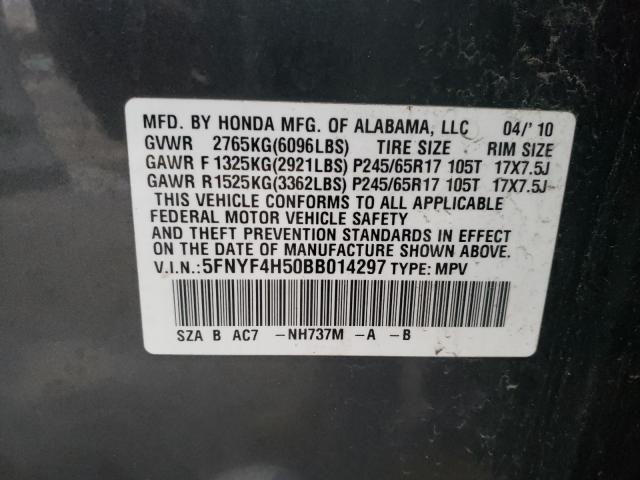 MFD. BY HONDA MFG. OF ALABAMA, LLC 04/' 10
GVWR 2765KG(6096LBS) TIRE SIZE RIM SIZE
GAWR F 1325KG(2921LBS) P245/65R17 105T 17X7.5J
GAWR R1525KG(3362LBS) P245/65R17 105T 17X7.5J
THIS VEHICLE CONFORMS TO ALL APPLICABLE
FEDERAL MOTOR VEHICLE SAFETY
AND THEFT PREVENTION STANDARDS IN EFFECT
ON THE DATE OF MANUFACTURE SHOWN ABOVE.
V.I.N.: 5FNYF4H50BB014297 TYPE: MPV
SZA B AC7 -NH737M -A -B